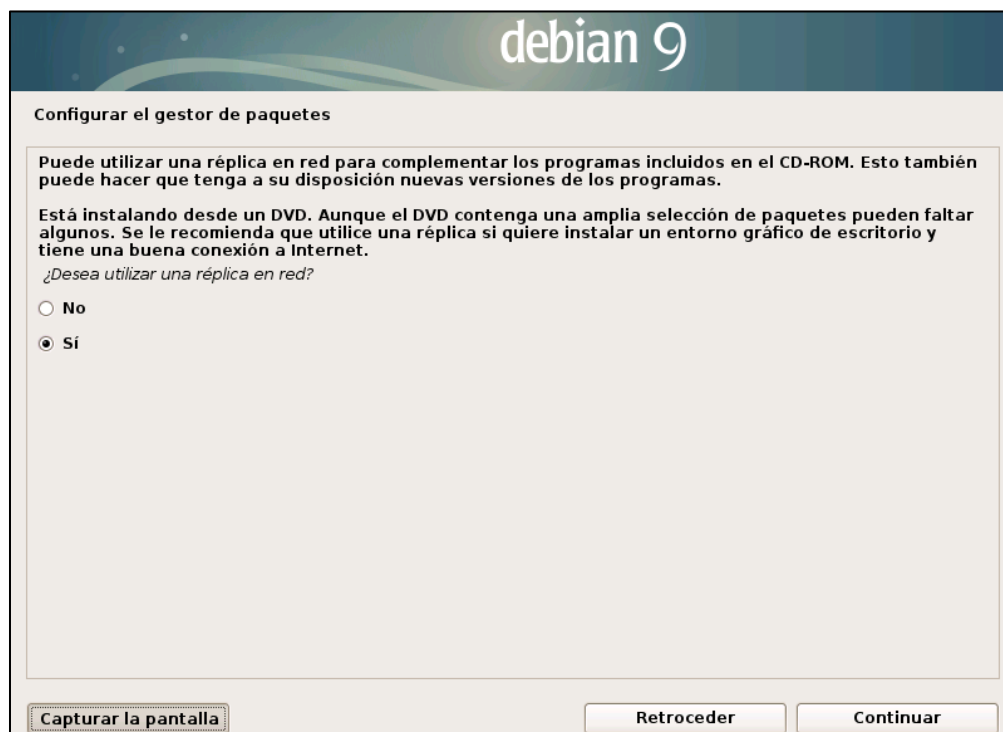 debian 9
Configurar el gestor de paquetes
Puede utilizar una réplica en red para complementar los programas incluidos en el CD-ROM. Esto también
puede hacer que tenga a su disposición nuevas versiones de los programas.
Está instalando desde un DVD. Aunque el DVD contenga una amplia selección de paquetes pueden faltar
algunos. Se le recomienda que utilice una réplica si quiere instalar un entorno gráfico de escritorio y
tiene una buena conexión a Internet.
¿Desea utilizar una réplica en red?
No
Sí
Capturar la pantalla
Retroceder
Continuar